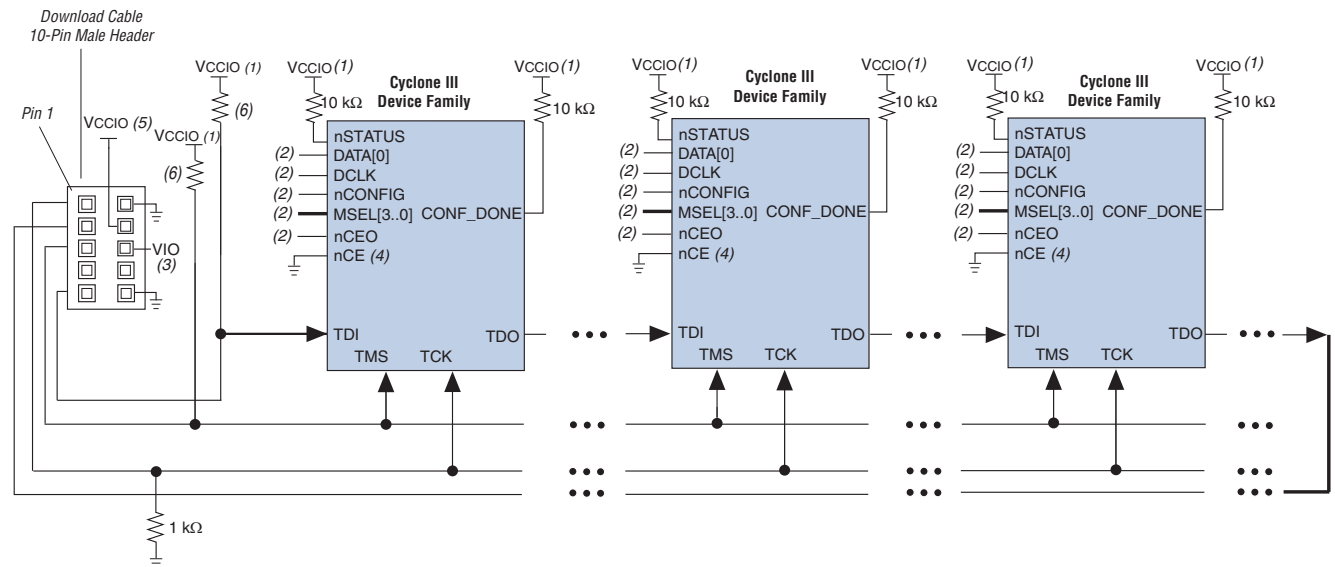 Download Cable
10-Pin Male Header
Pin 1
VCCIO (5)
VCCIO (1)
(6)
VCCIO (1)
(6)
VIO
(3)
1 kΩ
VCCIO(1)
10 kΩ
Cyclone III
Device Family
VCCIO(1)
10 kΩ
nSTATUS
(2) DATA[0]
(2) DCLK
(2) nCONFIG
(2) MSEL[3..0] CONF_DONE
(2) nCEO
nCE (4)
TDI TDO
TMS TCK
VCCIO(1)
10 kΩ
Cyclone III
Device Family
VCCIO(1)
10 kΩ
nSTATUS
(2) DATA[0]
(2) DCLK
(2) nCONFIG
(2) MSEL[3..0] CONF_DONE
(2) nCEO
nCE (4)
TDI TDO
TMS TCK
VCCIO(1)
10 kΩ
Cyclone III
Device Family
VCCIO(1)
10 kΩ
nSTATUS
(2) DATA[0]
(2) DCLK
(2) nCONFIG
(2) MSEL[3..0] CONF_DONE
(2) nCEO
nCE (4)
TDI TDO
TMS TCK